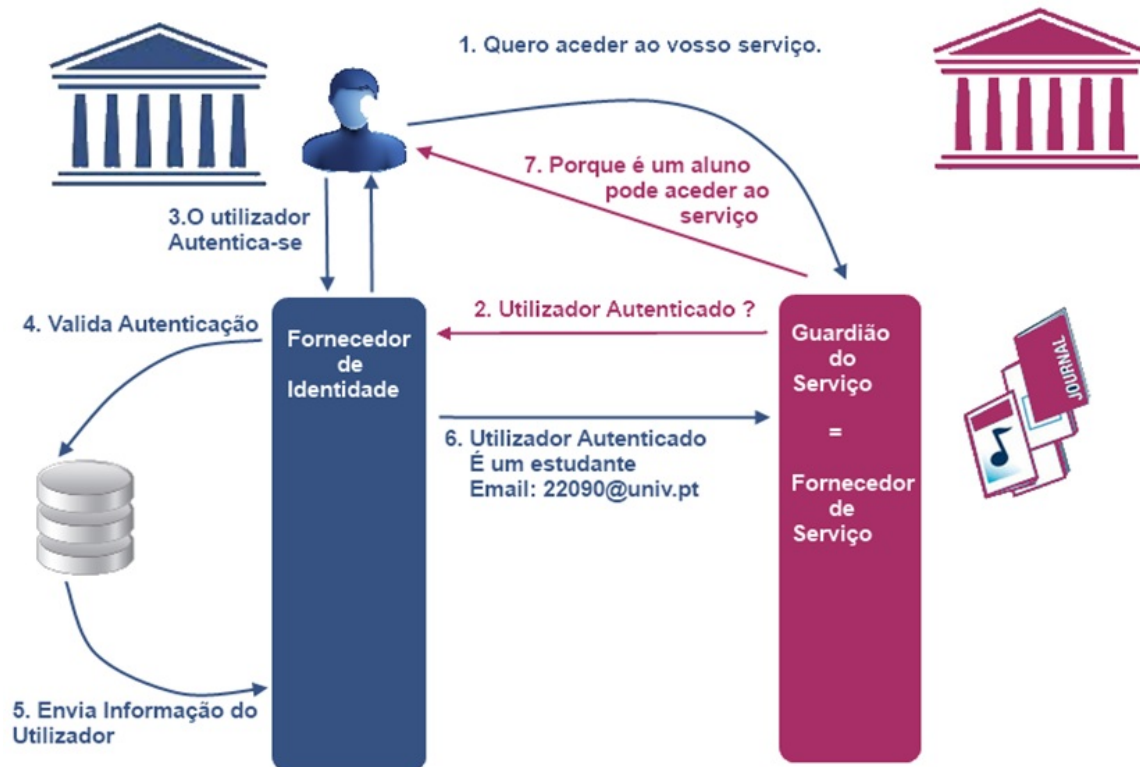 1. Quero aceder ao vosso serviço.
7. Porque é um aluno
pode aceder ao
serviço
3.O utilizador
Autentica-se
2. Utilizador Autenticado ?
4. Valida Autenticação
Fornecedor
de
Identidade
Guardião
do
Serviço
=
Fornecedor
de
Serviço
JOURNAL
6. Utilizador Autenticado
É um estudante
Email: 22090@univ.pt
5. Envia Informação do
Utilizador